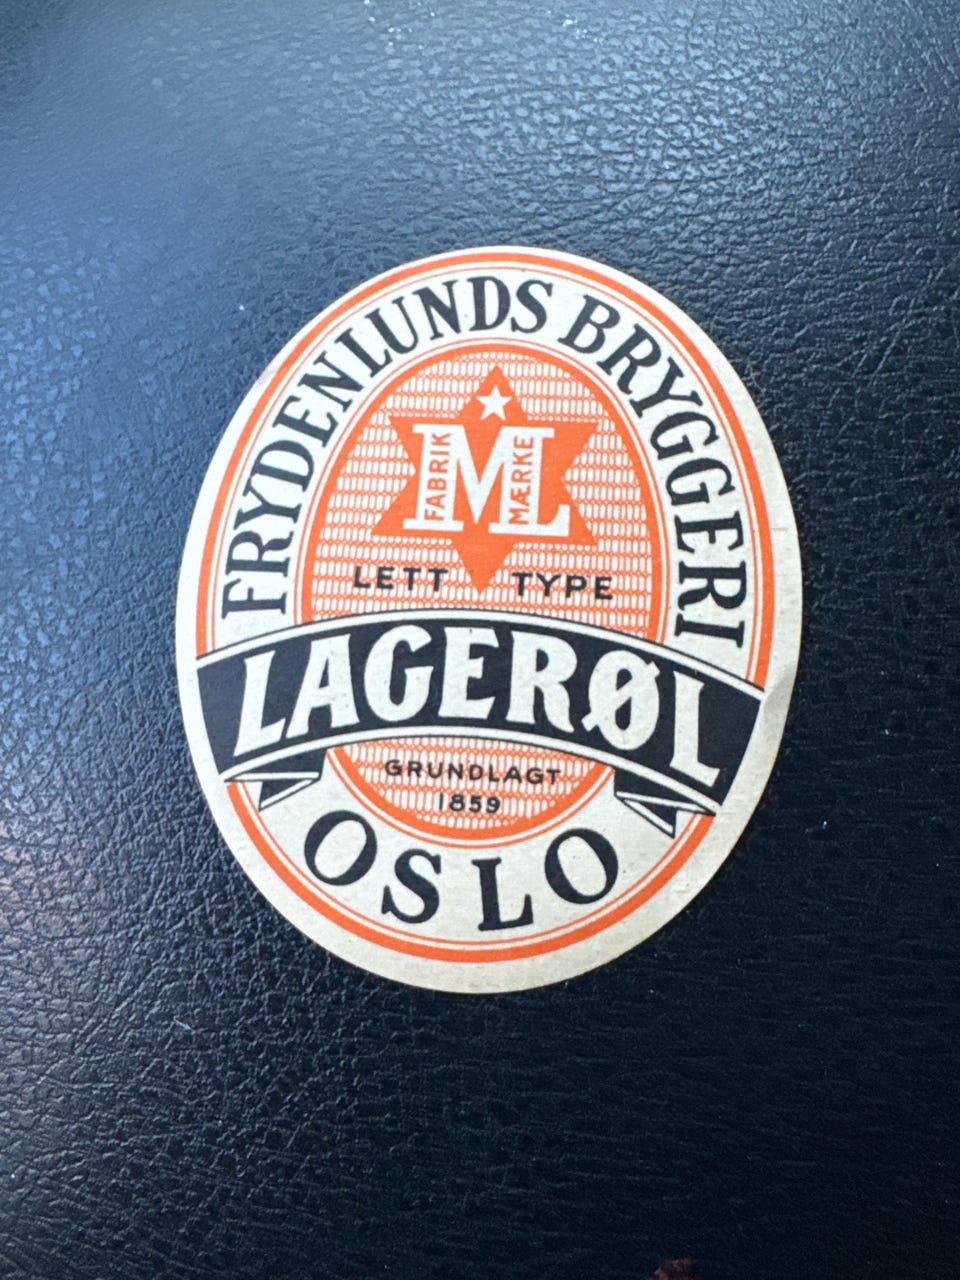 FRYDENLUNDS BRYGGERI
ML
FABRIK MÆRKE
LETT TYPE
LAGERØL
GRUNDLAGT
1859
OSLO